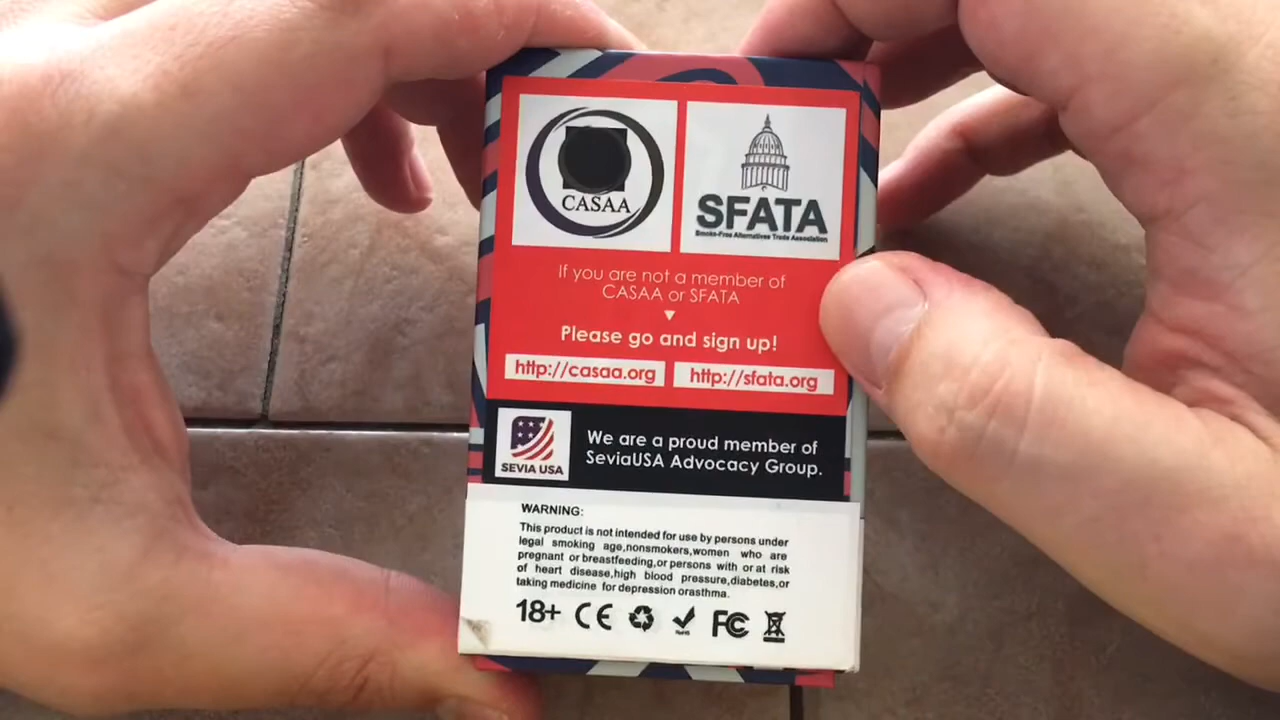 CASAA
SFATA
Smoke-Free Alternatives Trade Association
If you are not a member of
CASAA or SFATA
Please go and sign up!
http://casaa.org
http://sfata.org
SEVIA USA
We are a proud member of
SeviaUSA Advocacy Group.
WARNING:
This product is not intended for use by persons under
legal smoking age,nonsmokers,women who are
pregnant or breastfeeding,or persons with or at risk
of heart disease,high blood pressure,diabetes,or
taking medicine for depression orasthma.
18+ CE FC
RoHS